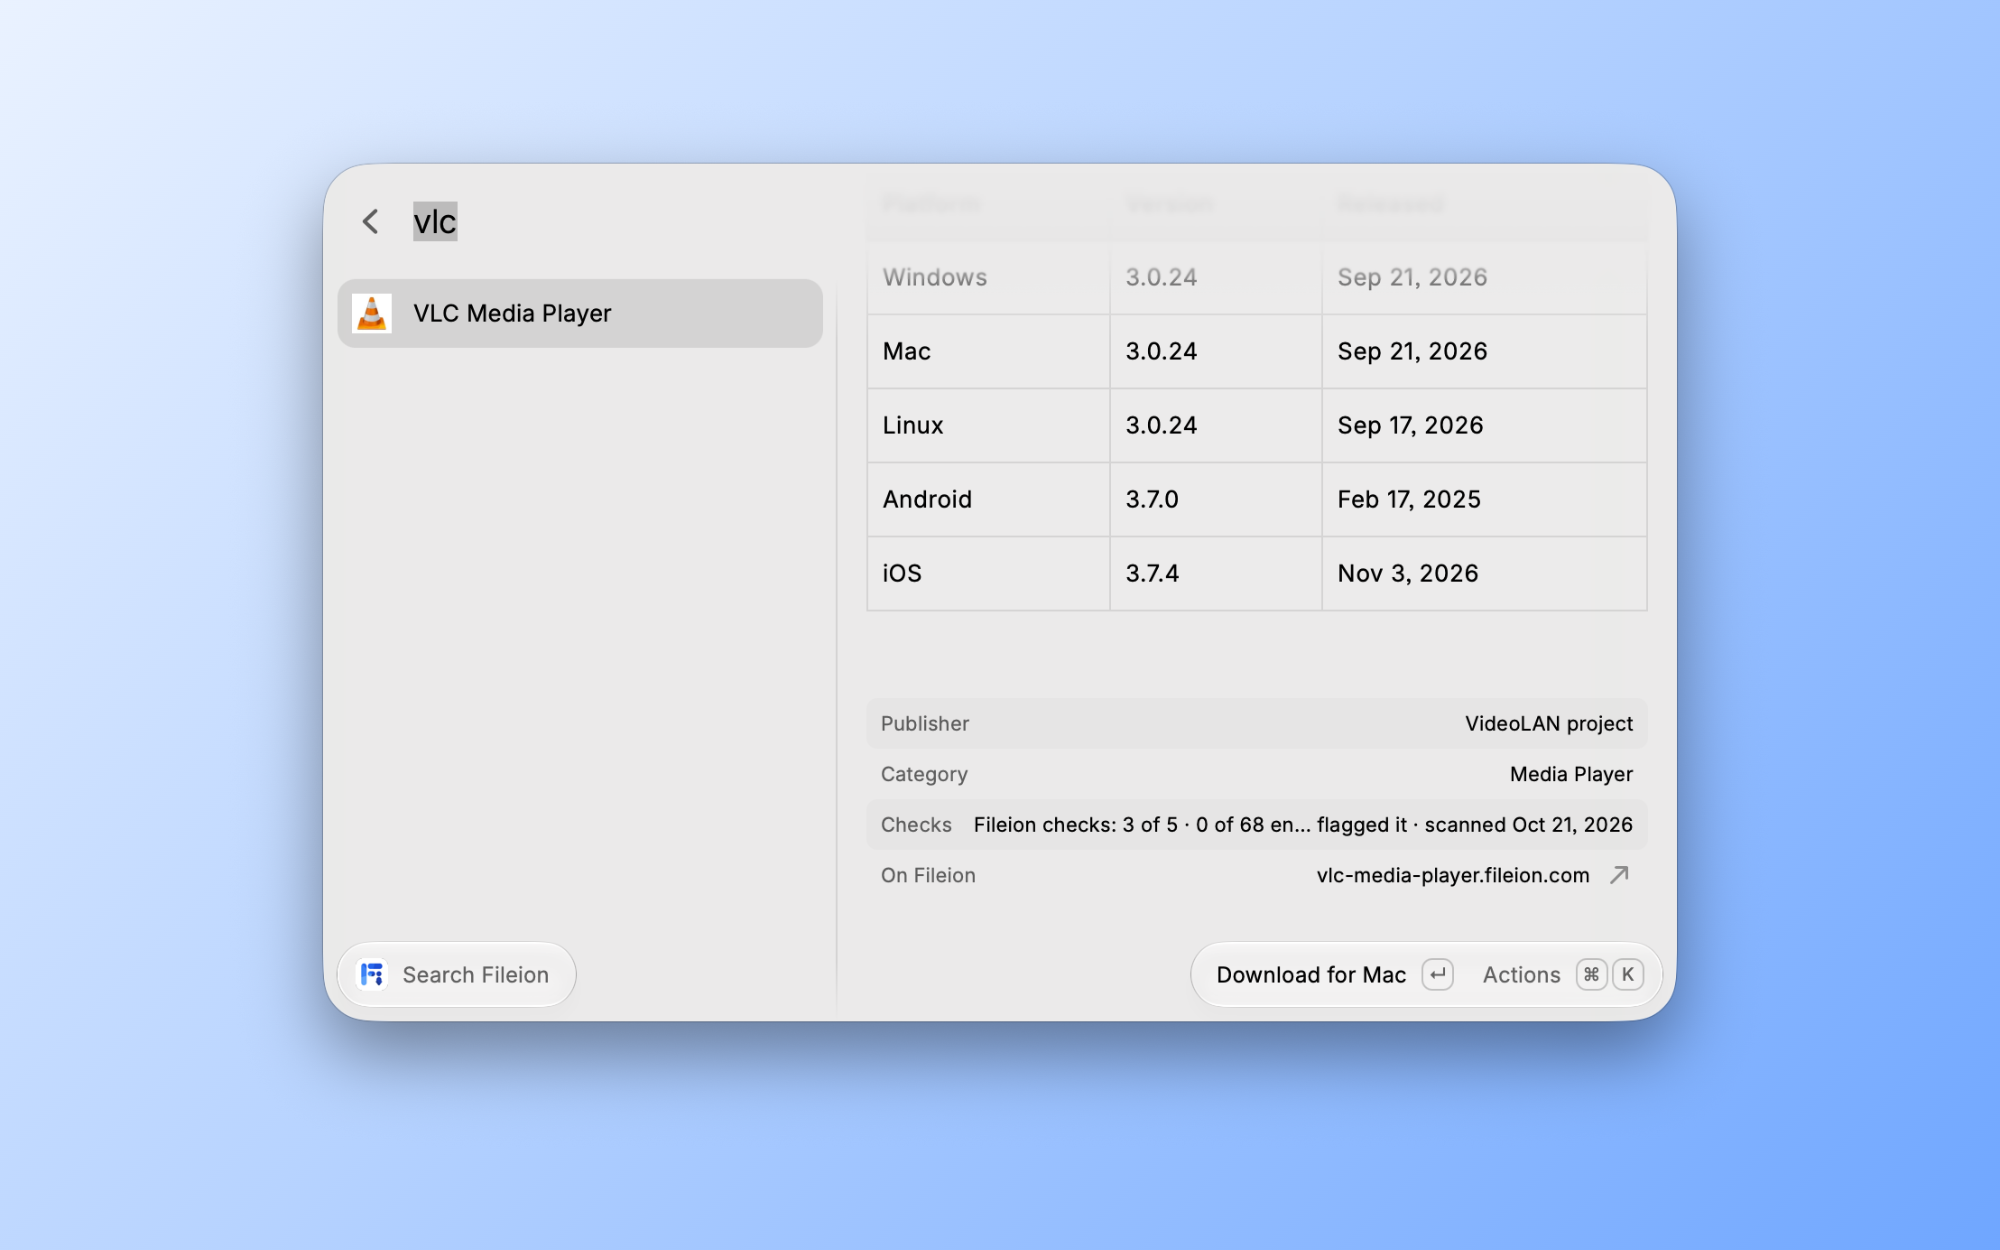 vlc
VLC Media Player
Platform Version Released
Windows 3.0.24 Sep 21, 2026
Mac 3.0.24 Sep 21, 2026
Linux 3.0.24 Sep 17, 2026
Android 3.7.0 Feb 17, 2025
iOS 3.7.4 Nov 3, 2026
Publisher VideoLAN project
Category Media Player
Checks Fileion checks: 3 of 5 · 0 of 68 en... flagged it · scanned Oct 21, 2026
On Fileion vlc-media-player.fileion.com
Search Fileion
Download for Mac Actions ⌘ K